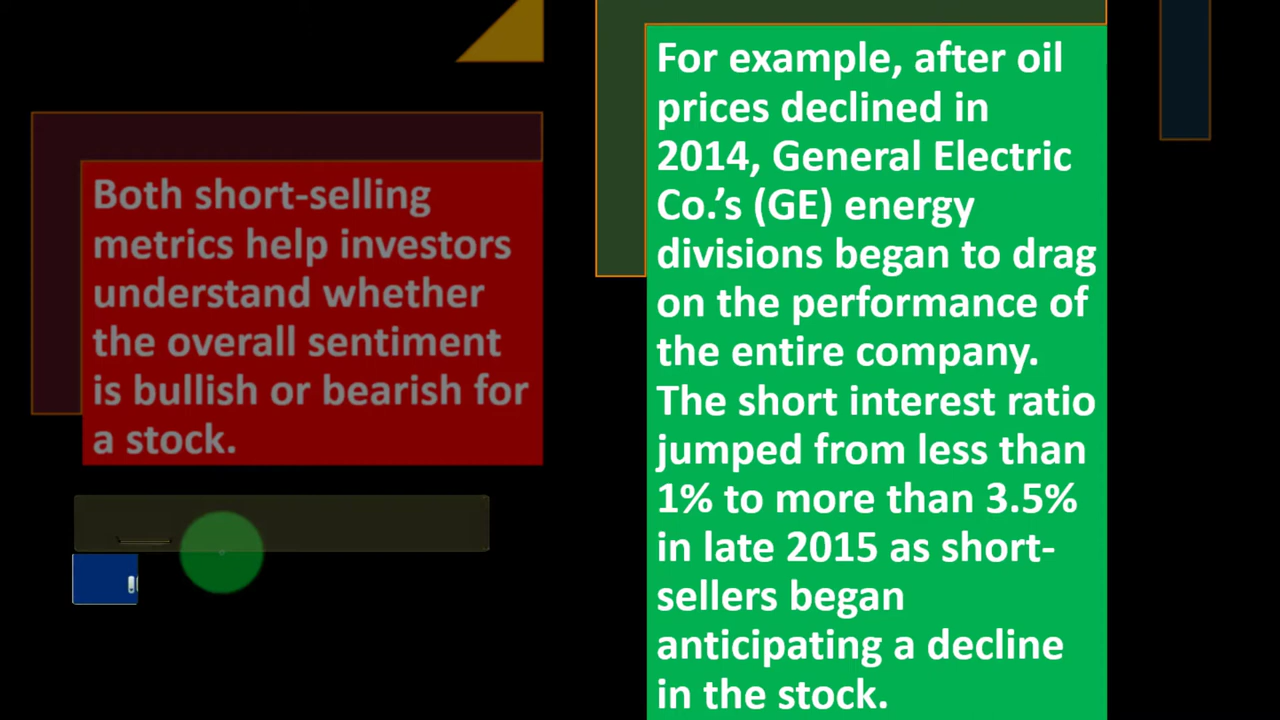 Both short-selling
metrics help investors
understand whether
the overall sentiment
is bullish or bearish for
a stock.
For example, after oil
prices declined in
2014, General Electric
Co.’s (GE) energy
divisions began to drag
on the performance of
the entire company.
The short interest ratio
jumped from less than
1% to more than 3.5%
in late 2015 as short-
sellers began
anticipating a decline
in the stock.